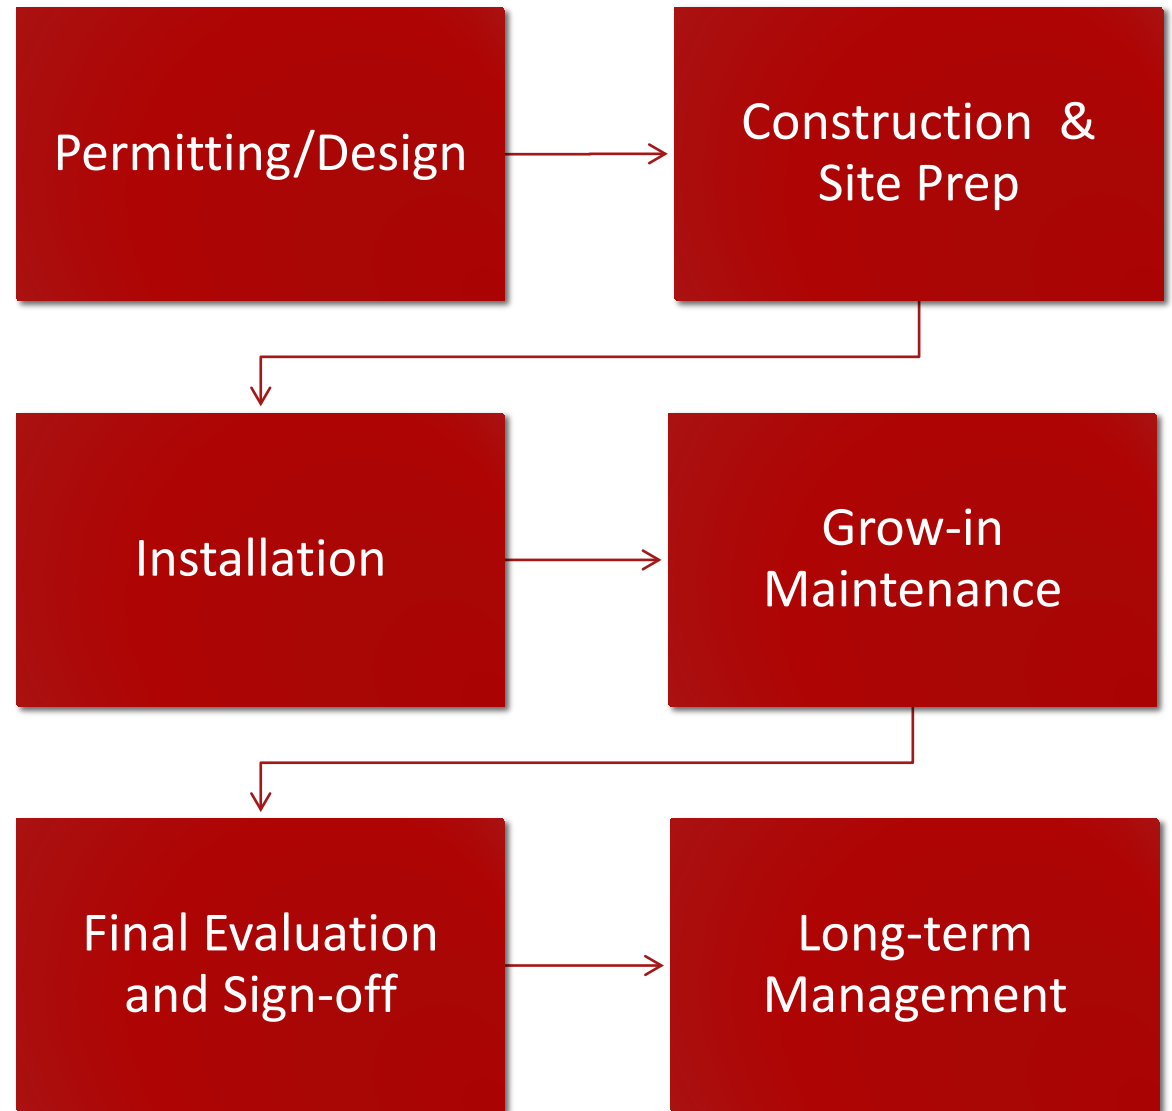 Permitting/Design
Construction & 
Site Prep
Installation
Grow-in
Maintenance
Final Evaluation
and Sign-off
Long-term
Management